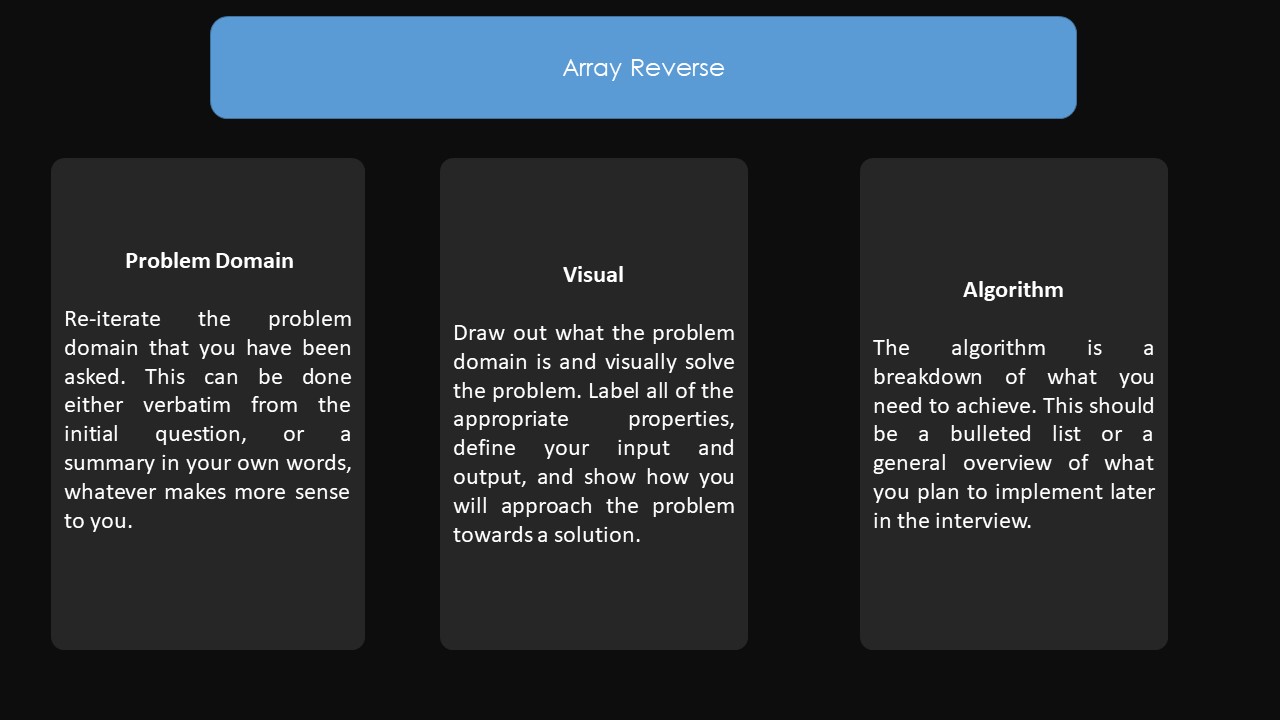 Array Reverse
Problem Domain
Re-iterate the problem
domain that you have been
asked. This can be done
either verbatim from the
initial question, or a
summary in your own words,
whatever makes more sense
to you.
Visual
Draw out what the problem
domain is and visually solve
the problem. Label all of the
appropriate properties,
define your input and
output, and show how you
will approach the problem
towards a solution.
Algorithm
The algorithm is a
breakdown of what you
need to achieve. This should
be a bulleted list or a
general overview of what
you plan to implement later
in the interview.